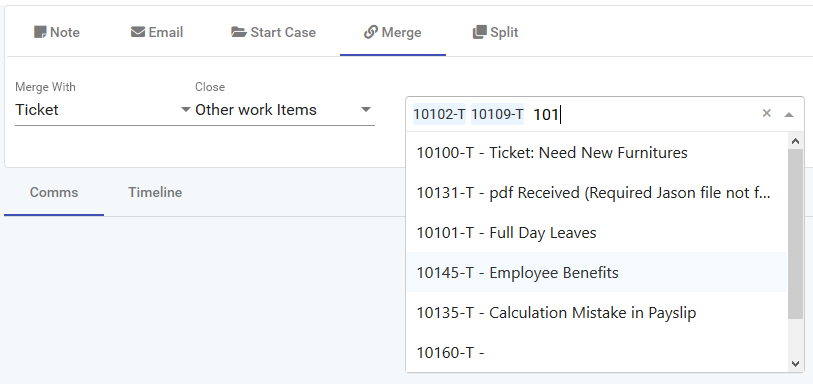 Note Email Start Case Merge Split
Merge With Close
Ticket Other work Items
10102-T 10109-T 101
10100-T - Ticket: Need New Furnitures
10131-T - pdf Received (Required Jason file not f...
Comms Timeline
10101-T - Full Day Leaves
10145-T - Employee Benefits
10135-T - Calculation Mistake in Payslip
10160-T -